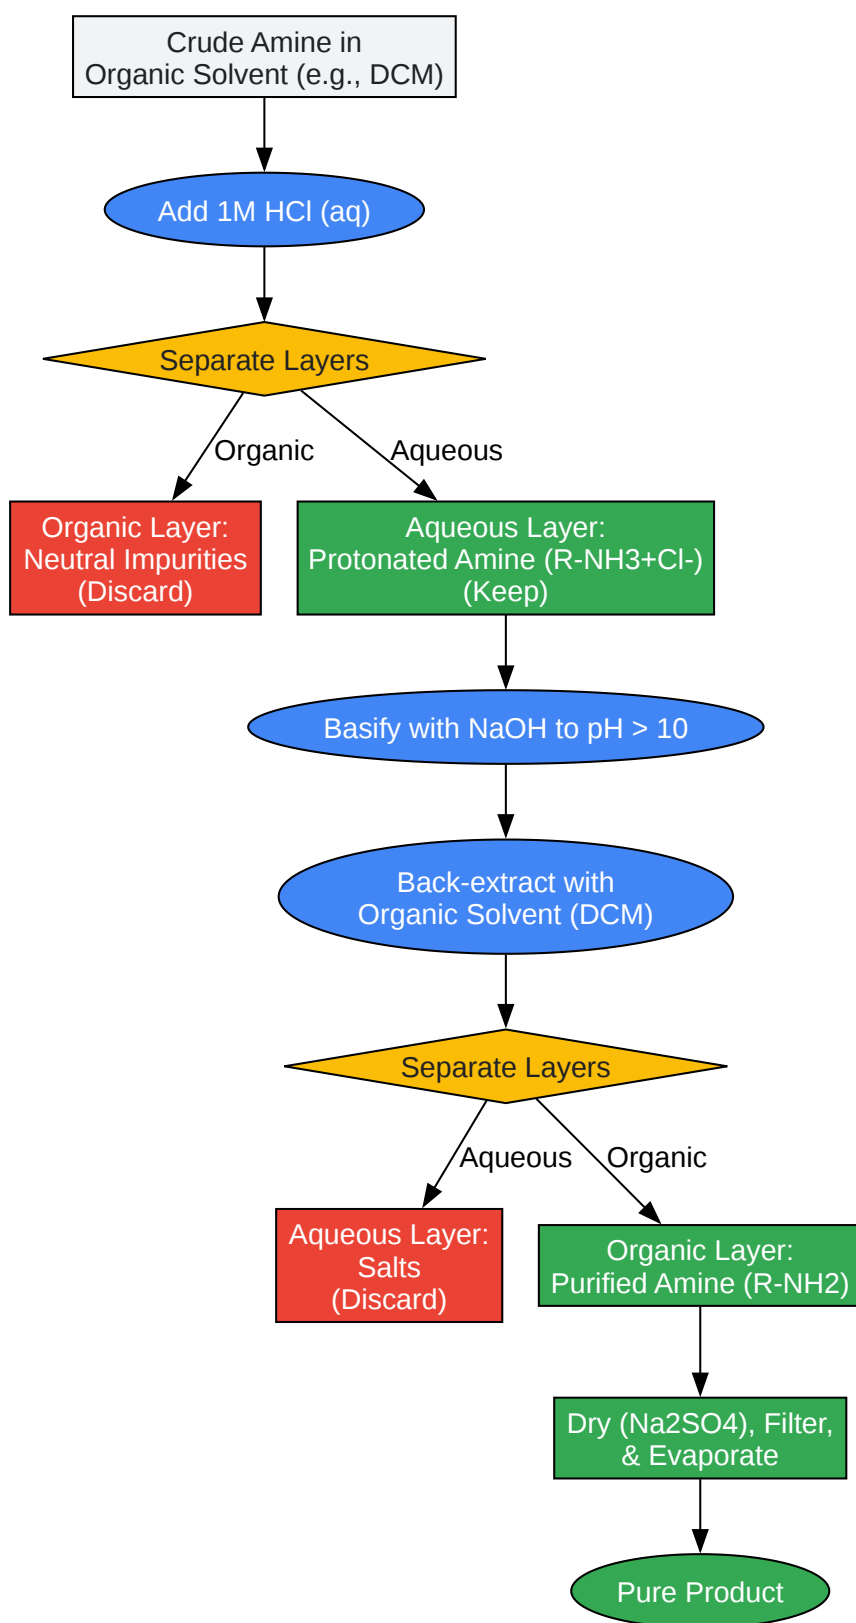 Crude Amine in
Organic Solvent (e.g., DCM)
Add 1M HCl (aq)
Separate Layers
Organic
Aqueous
Organic Layer:
Neutral Impurities
(Discard)
Aqueous Layer:
Protonated Amine (R-NH3+Cl-)
(Keep)
Basify with NaOH to pH > 10
Back-extract with
Organic Solvent (DCM)
Separate Layers
Aqueous
Organic
Aqueous Layer:
Salts
(Discard)
Organic Layer:
Purified Amine (R-NH2)
Dry (Na2SO4), Filter,
& Evaporate
Pure Product